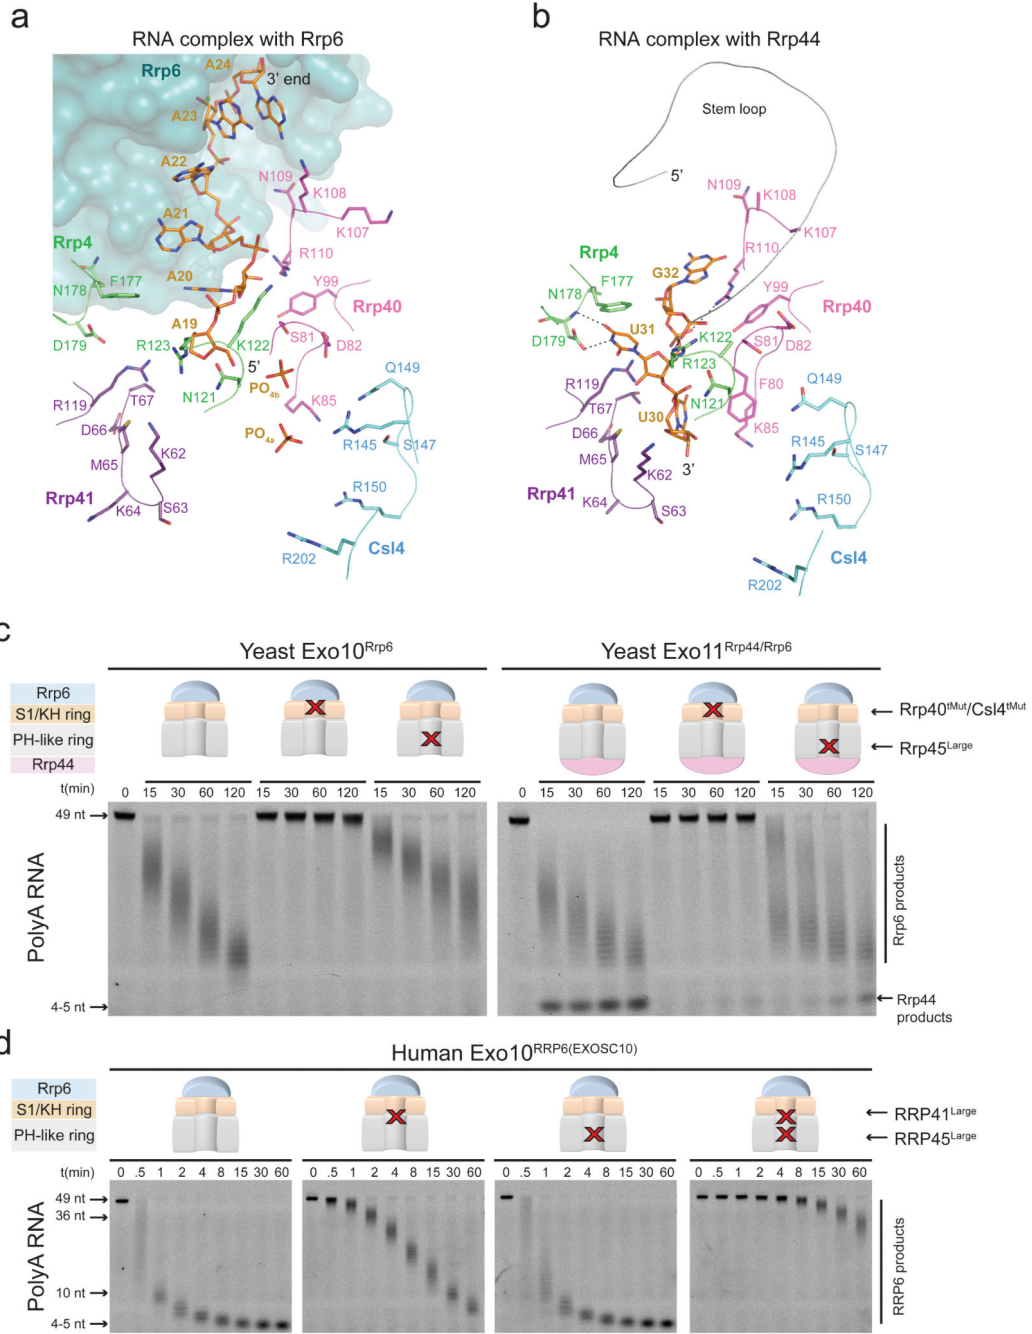 a
RNA complex with Rrp6
Rrp6
A24
3' end
A23
A22
N109
K108
A21
K107
Rrp4
R110
F177
A20
N178
Y99
Rrp40
A19
D179
R123
K122
S81
D82
5'
Q149
R119
T67
N121
PO4b
K85
D66
PO4a
R145
S147
K62
M65
R150
Rrp41
K64
S63
Csl4
R202
b
RNA complex with Rrp44
Stem loop
5'
N109
K108
K107
Rrp4
R110
G32
F177
N178
Y99
Rrp40
U31
D179
K122
S81
D82
R123
R119
F80
Q149
T67
N121
U30
K85
D66
R145
S147
M65
3'
K62
Rrp41
R150
K64
S63
Csl4
R202
c
Yeast Exo10Rrp6
Yeast Exo11Rrp44/Rrp6
Rrp6
S1/KH ring
PH-like ring
Rrp44
Rrp40tMut/Csl4tMut
Rrp45Large
t(min)
0 15 30 60 120 15 30 60 120 15 30 60 120
0 15 30 60 120 15 30 60 120 15 30 60 120
49 nt
PolyA RNA
4-5 nt
Rrp6 products
Rrp44
products
d
Human Exo10RRP6(EXOSC10)
Rrp6
S1/KH ring
PH-like ring
RRP41Large
RRP45Large
t(min)
0 .5 1 2 4 8 15 30 60
0 .5 1 2 4 8 15 30 60
0 .5 1 2 4 8 15 30 60
0 .5 1 2 4 8 15 30 60
49 nt
36 nt
PolyA RNA
10 nt
4-5 nt
RRP6 products